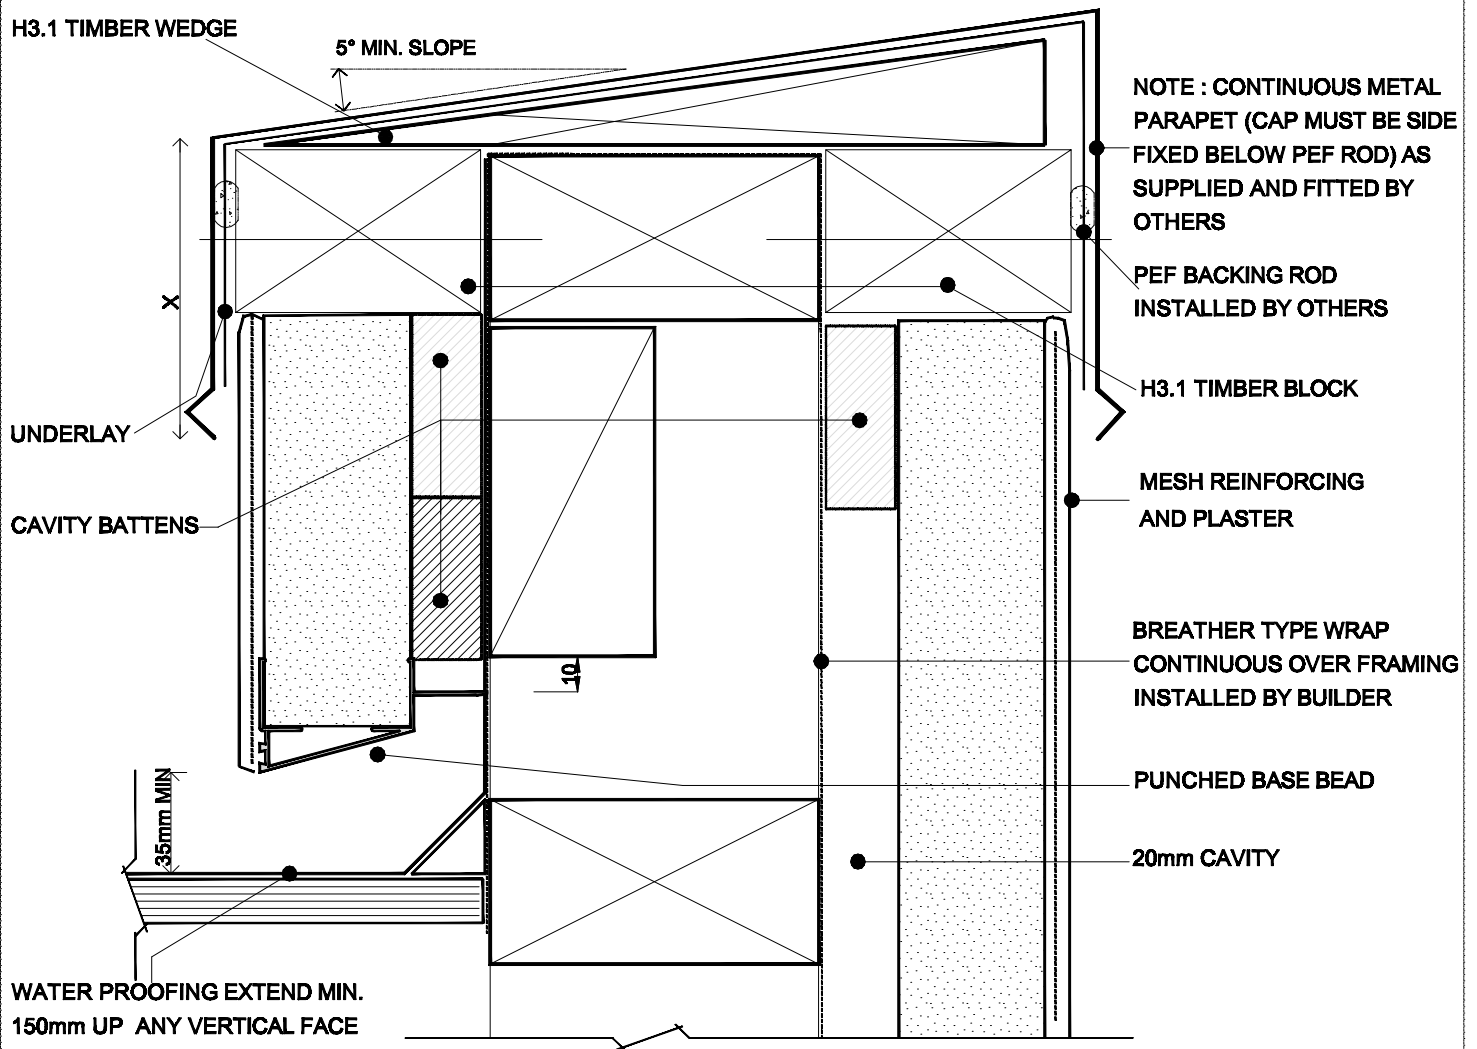 H3.1 TIMBER WEDGE
5° MIN. SLOPE
NOTE : CONTINUOUS METAL
PARAPET (CAP MUST BE SIDE
FIXED BELOW PEF ROD) AS
SUPPLIED AND FITTED BY
OTHERS
PEF BACKING ROD
INSTALLED BY OTHERS
X
H3.1 TIMBER BLOCK
UNDERLAY
MESH REINFORCING
AND PLASTER
CAVITY BATTENS
BREATHER TYPE WRAP
CONTINUOUS OVER FRAMING
INSTALLED BY BUILDER
10
PUNCHED BASE BEAD
35mm MIN
20mm CAVITY
WATER PROOFING EXTEND MIN.
150mm UP  ANY VERTICAL FACE